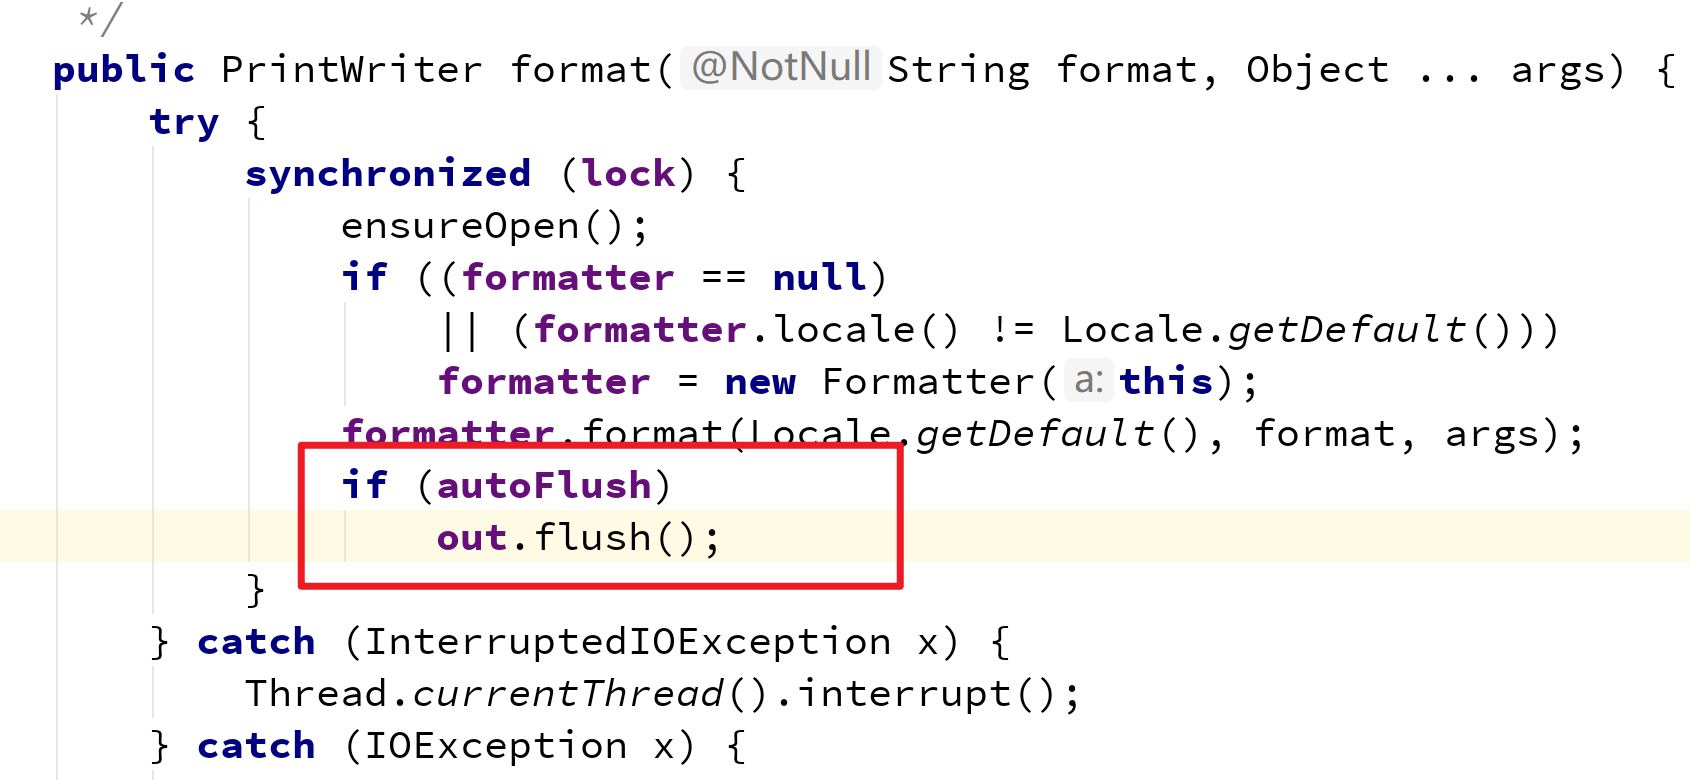 */
public PrintWriter format(@NotNull String format, Object ... args) {
try {
synchronized (lock) {
ensureOpen();
if ((formatter == null)
|| (formatter.locale() != Locale.getDefault()))
formatter = new Formatter(a: this);
formatter.format(Locale.getDefault(), format, args);
if (autoFlush)
out.flush();
}
} catch (InterruptedIOException x) {
Thread.currentThread().interrupt();
} catch (IOException x) {